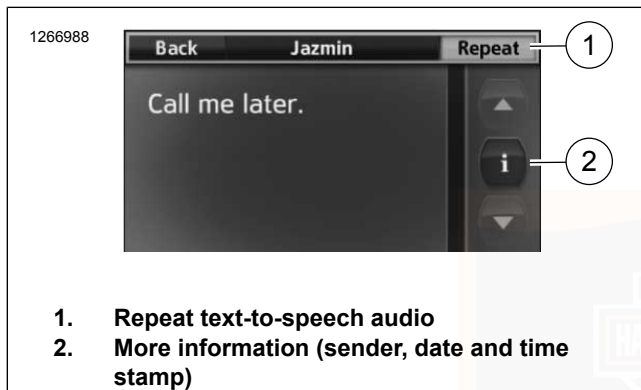 1266988
Back Jazmin Repeat 1
Call me later.
i 2
1. Repeat text-to-speech audio
2. More information (sender, date and time
stamp)